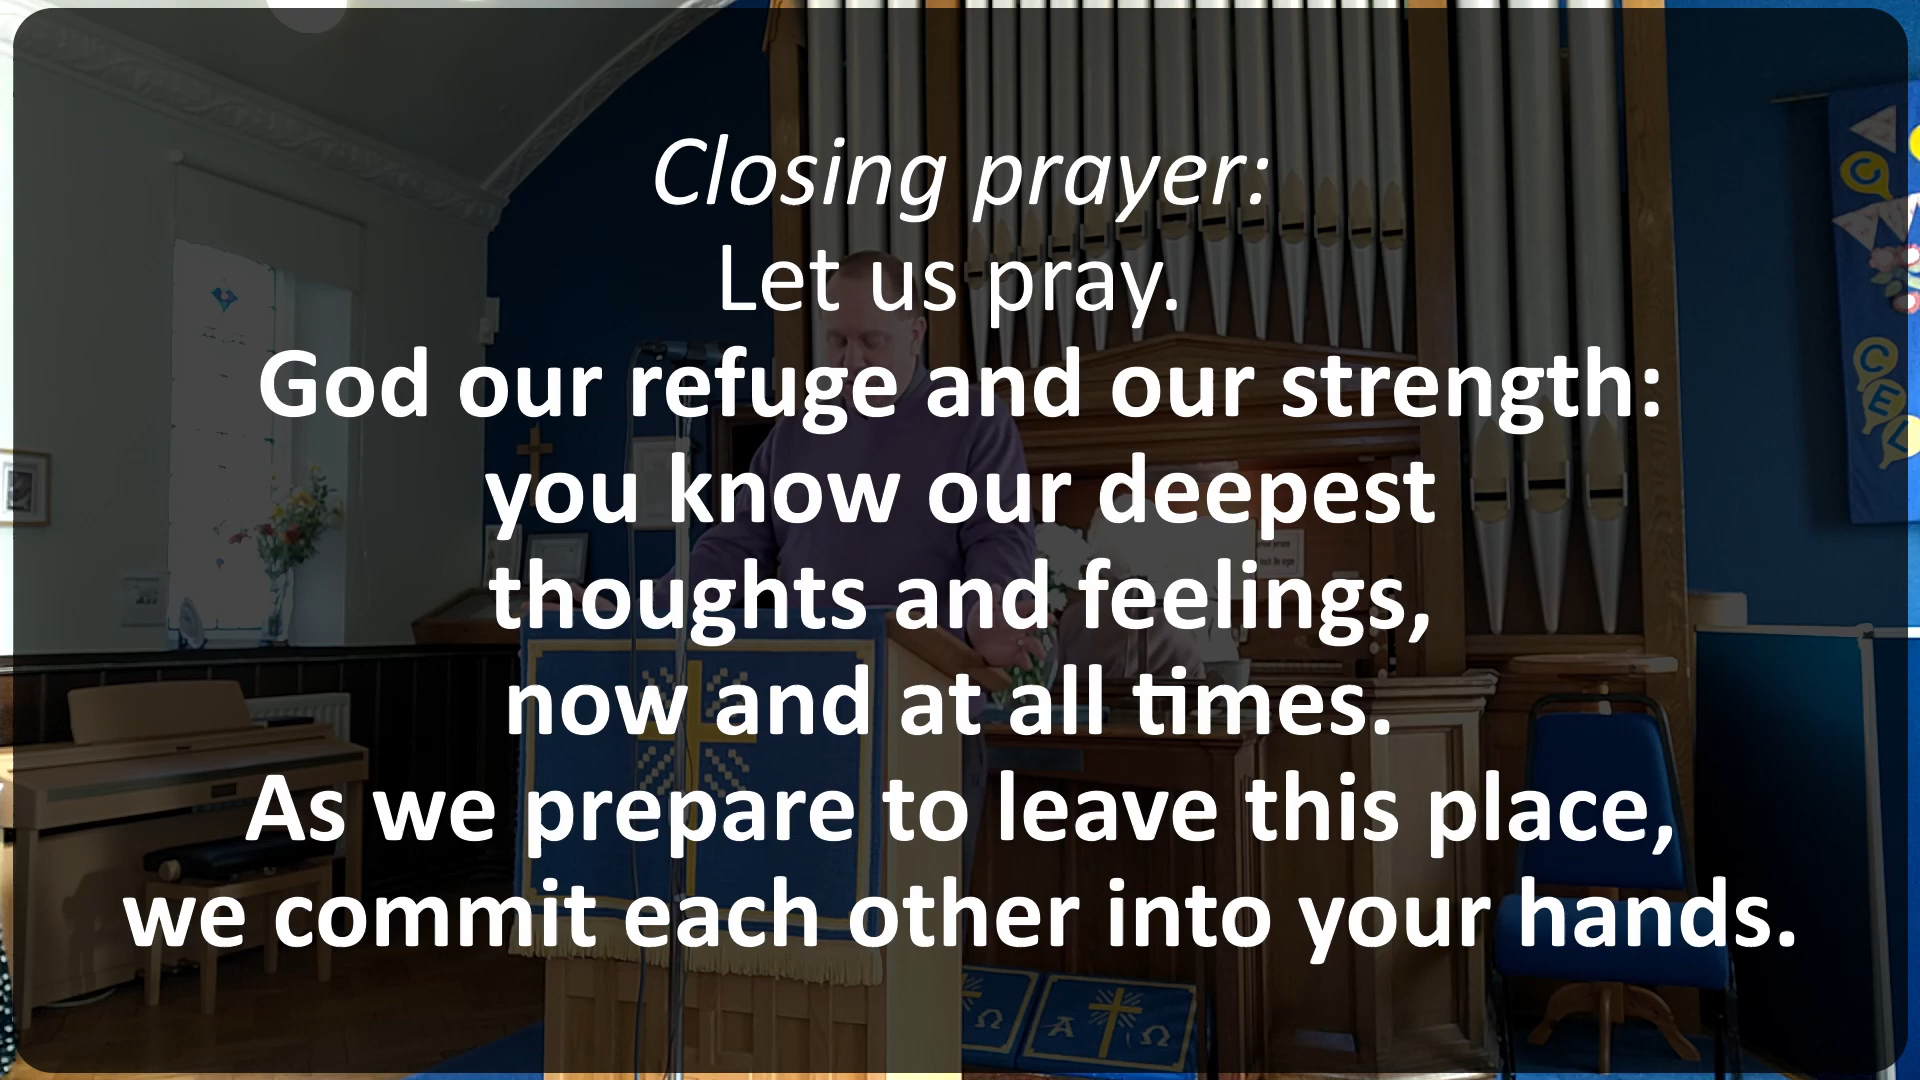 Closing prayer:
Let us pray.
God our refuge and our strength:
you know our deepest
thoughts and feelings,
now and at all times.
As we prepare to leave this place,
we commit each other into your hands.
C
C
E
L
Ω
Α Ω